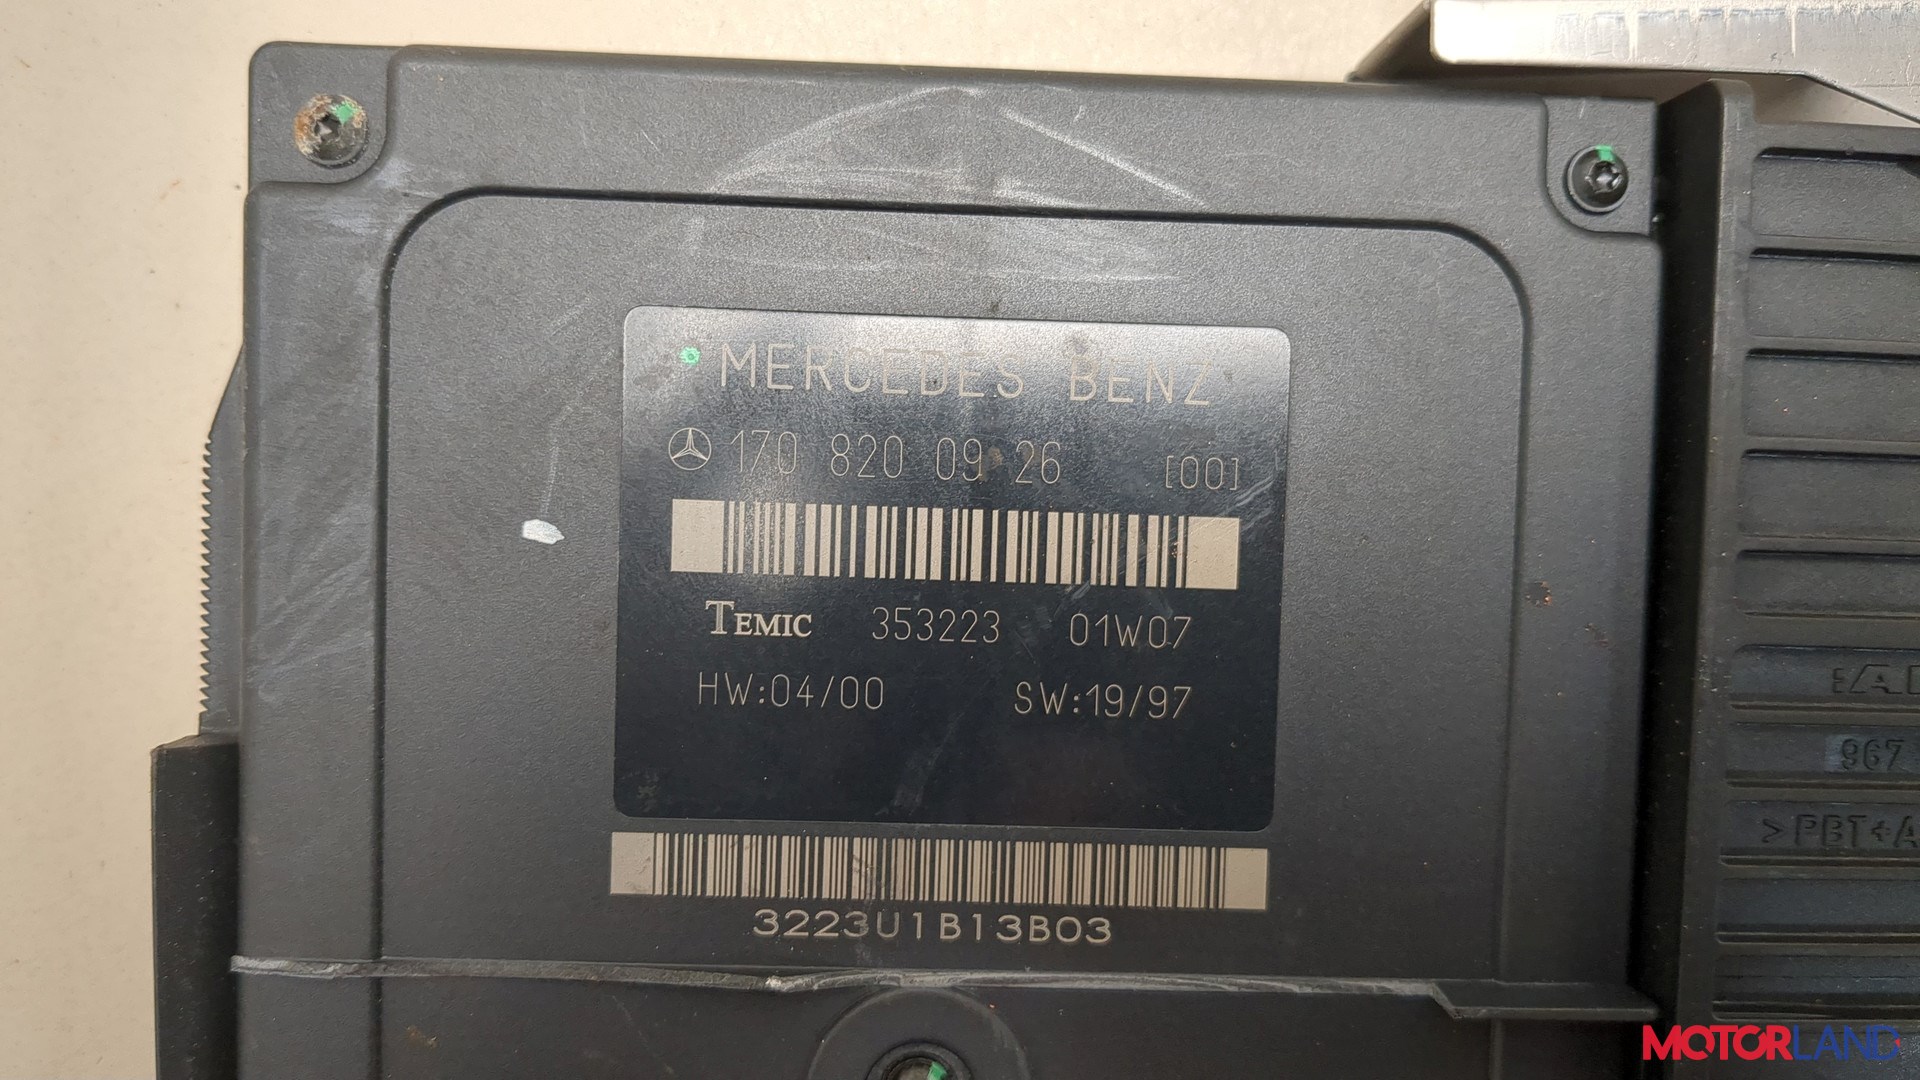 MERCEDES BENZ
170 820 09 26 [00]
TEMIC 353223 01W07
HW:04/00 SW:19/97
3223U1B13B03
967
>PBT+A
MOTORLAND